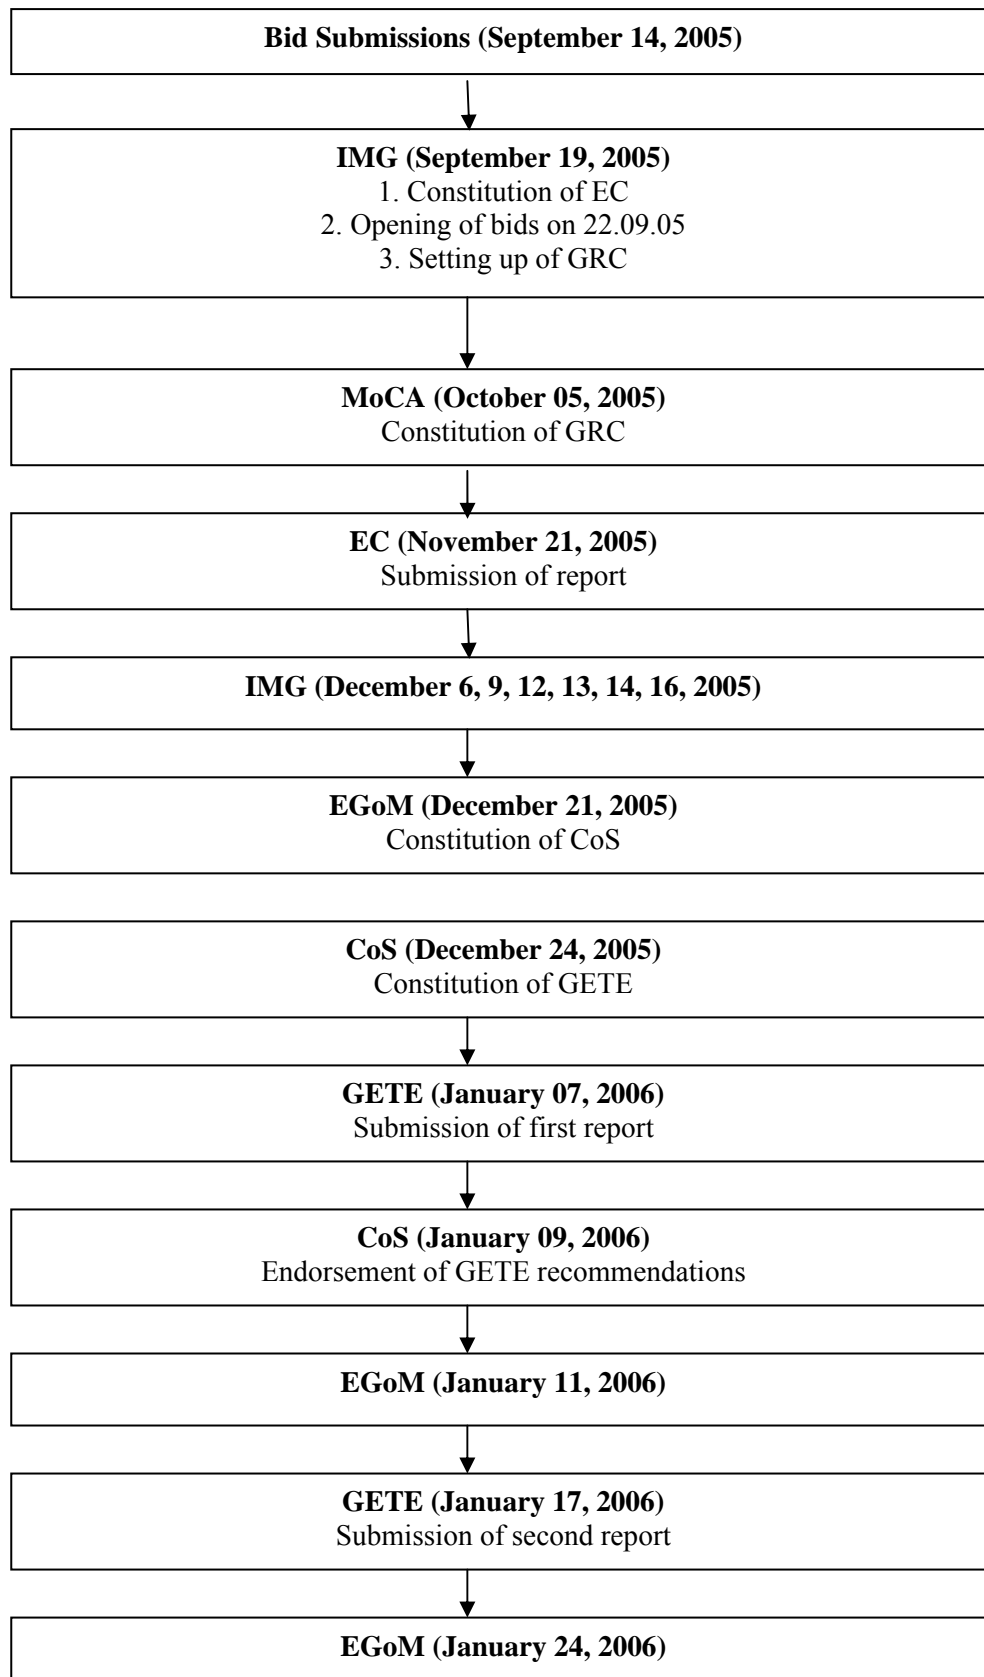 Bid Submissions (September 14, 2005)
IMG (September 19, 2005)
1. Constitution of EC
2. Opening of bids on 22.09.05
3. Setting up of GRC
MoCA (October 05, 2005)
Constitution of GRC
EC (November 21, 2005)
Submission of report
IMG (December 6, 9, 12, 13, 14, 16, 2005)
EGoM (December 21, 2005)
Constitution of CoS
CoS (December 24, 2005)
Constitution of GETE
GETE (January 07, 2006)
Submission of first report
CoS (January 09, 2006)
Endorsement of GETE recommendations
EGoM (January 11, 2006)
GETE (January 17, 2006)
Submission of second report
EGoM (January 24, 2006)